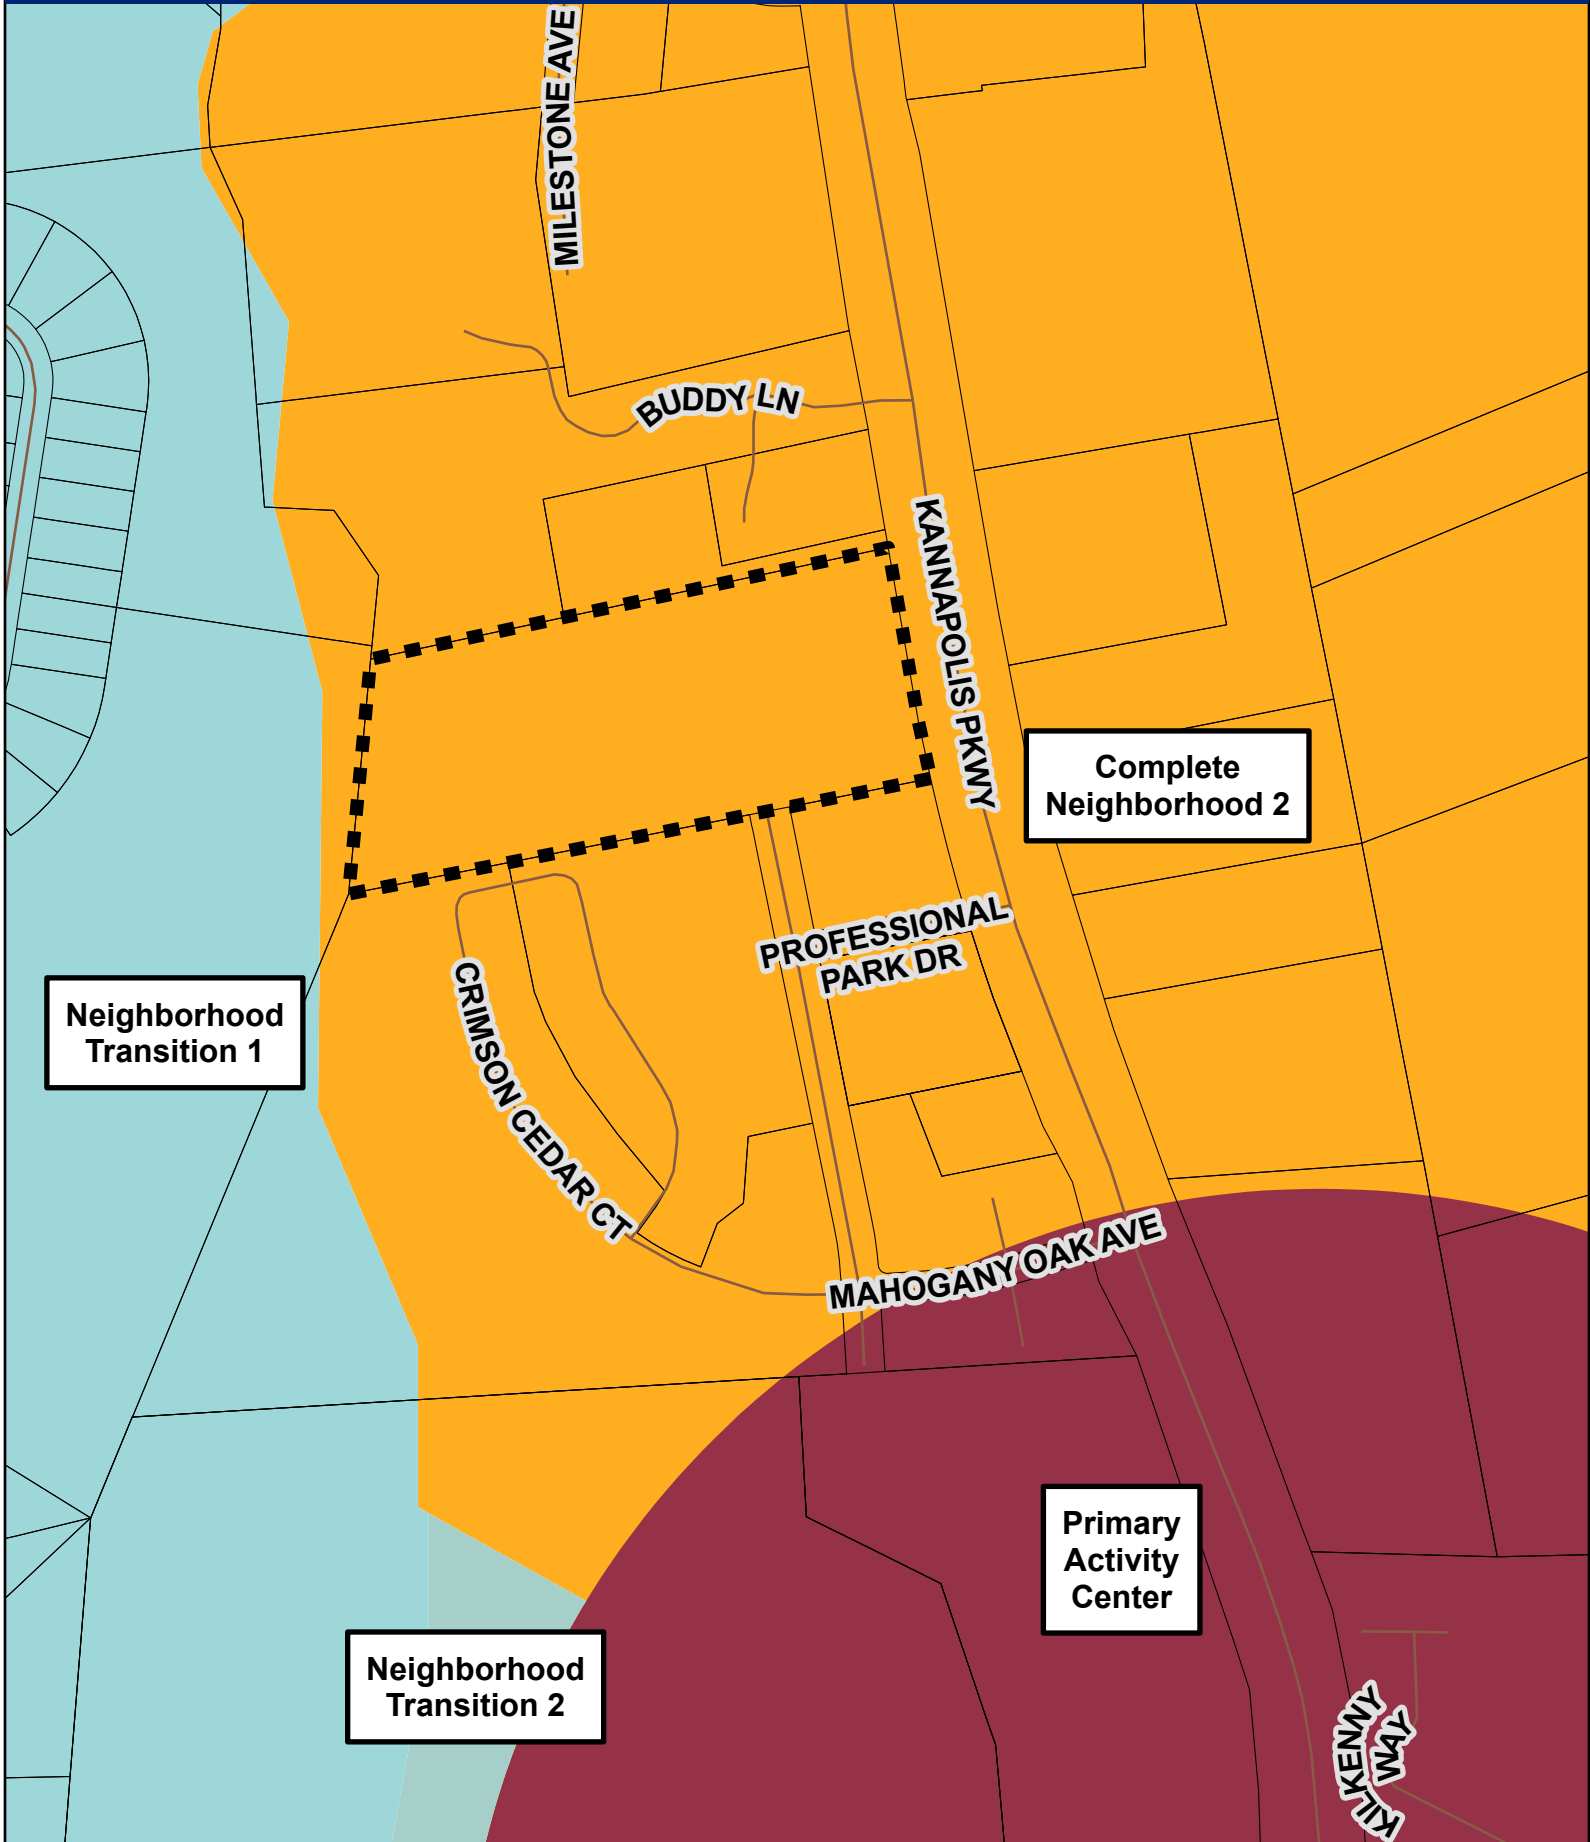 MILESTONE AVE
BUDDY LN
KANNAPOLIS PKWY
Complete
Neighborhood 2
PROFESSIONAL
PARK DR
Neighborhood
Transition 1
CRIMSON CEDAR CT
MAHOGANY OAK AVE
Primary
Activity
Center
Neighborhood
Transition 2
KILKENNY
WAY